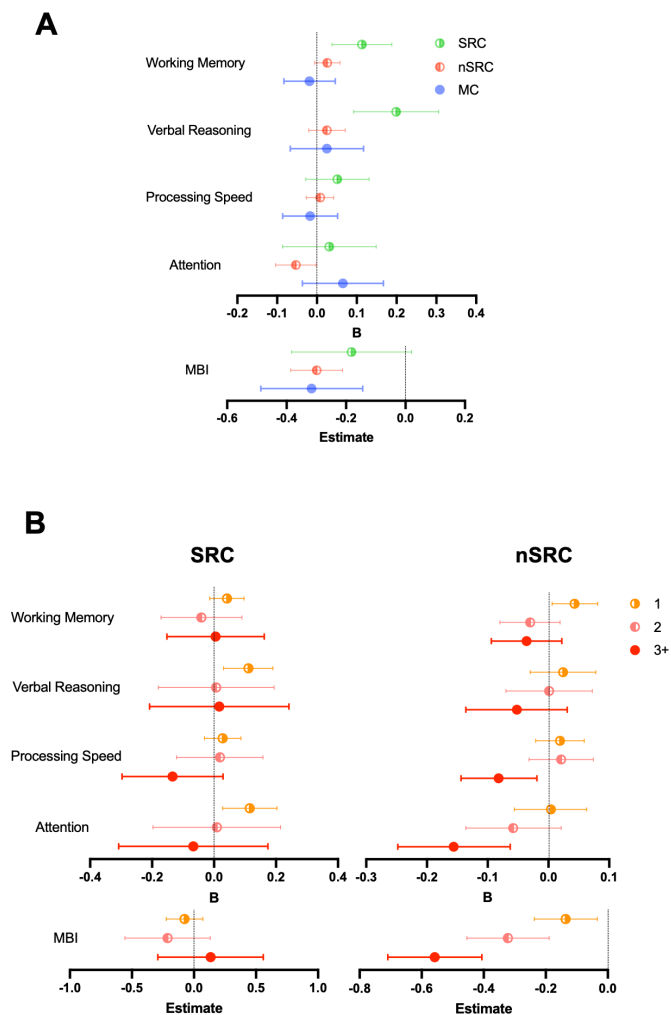 A
SRC
nSRC
MC
Working Memory
Verbal Reasoning
Processing Speed
Attention
-0.2 -0.1 0.0 0.1 0.2 0.3 0.4
B
MBI
-0.6 -0.4 -0.2 0.0 0.2
Estimate
B
SRC nSRC
1
2
3+
Working Memory
Verbal Reasoning
Processing Speed
Attention
-0.4 -0.2 0.0 0.2 0.4 -0.3 -0.2 -0.1 0.0 0.1
B B
MBI
-1.0 -0.5 0.0 0.5 1.0 -0.8 -0.6 -0.4 -0.2 0.0
Estimate Estimate